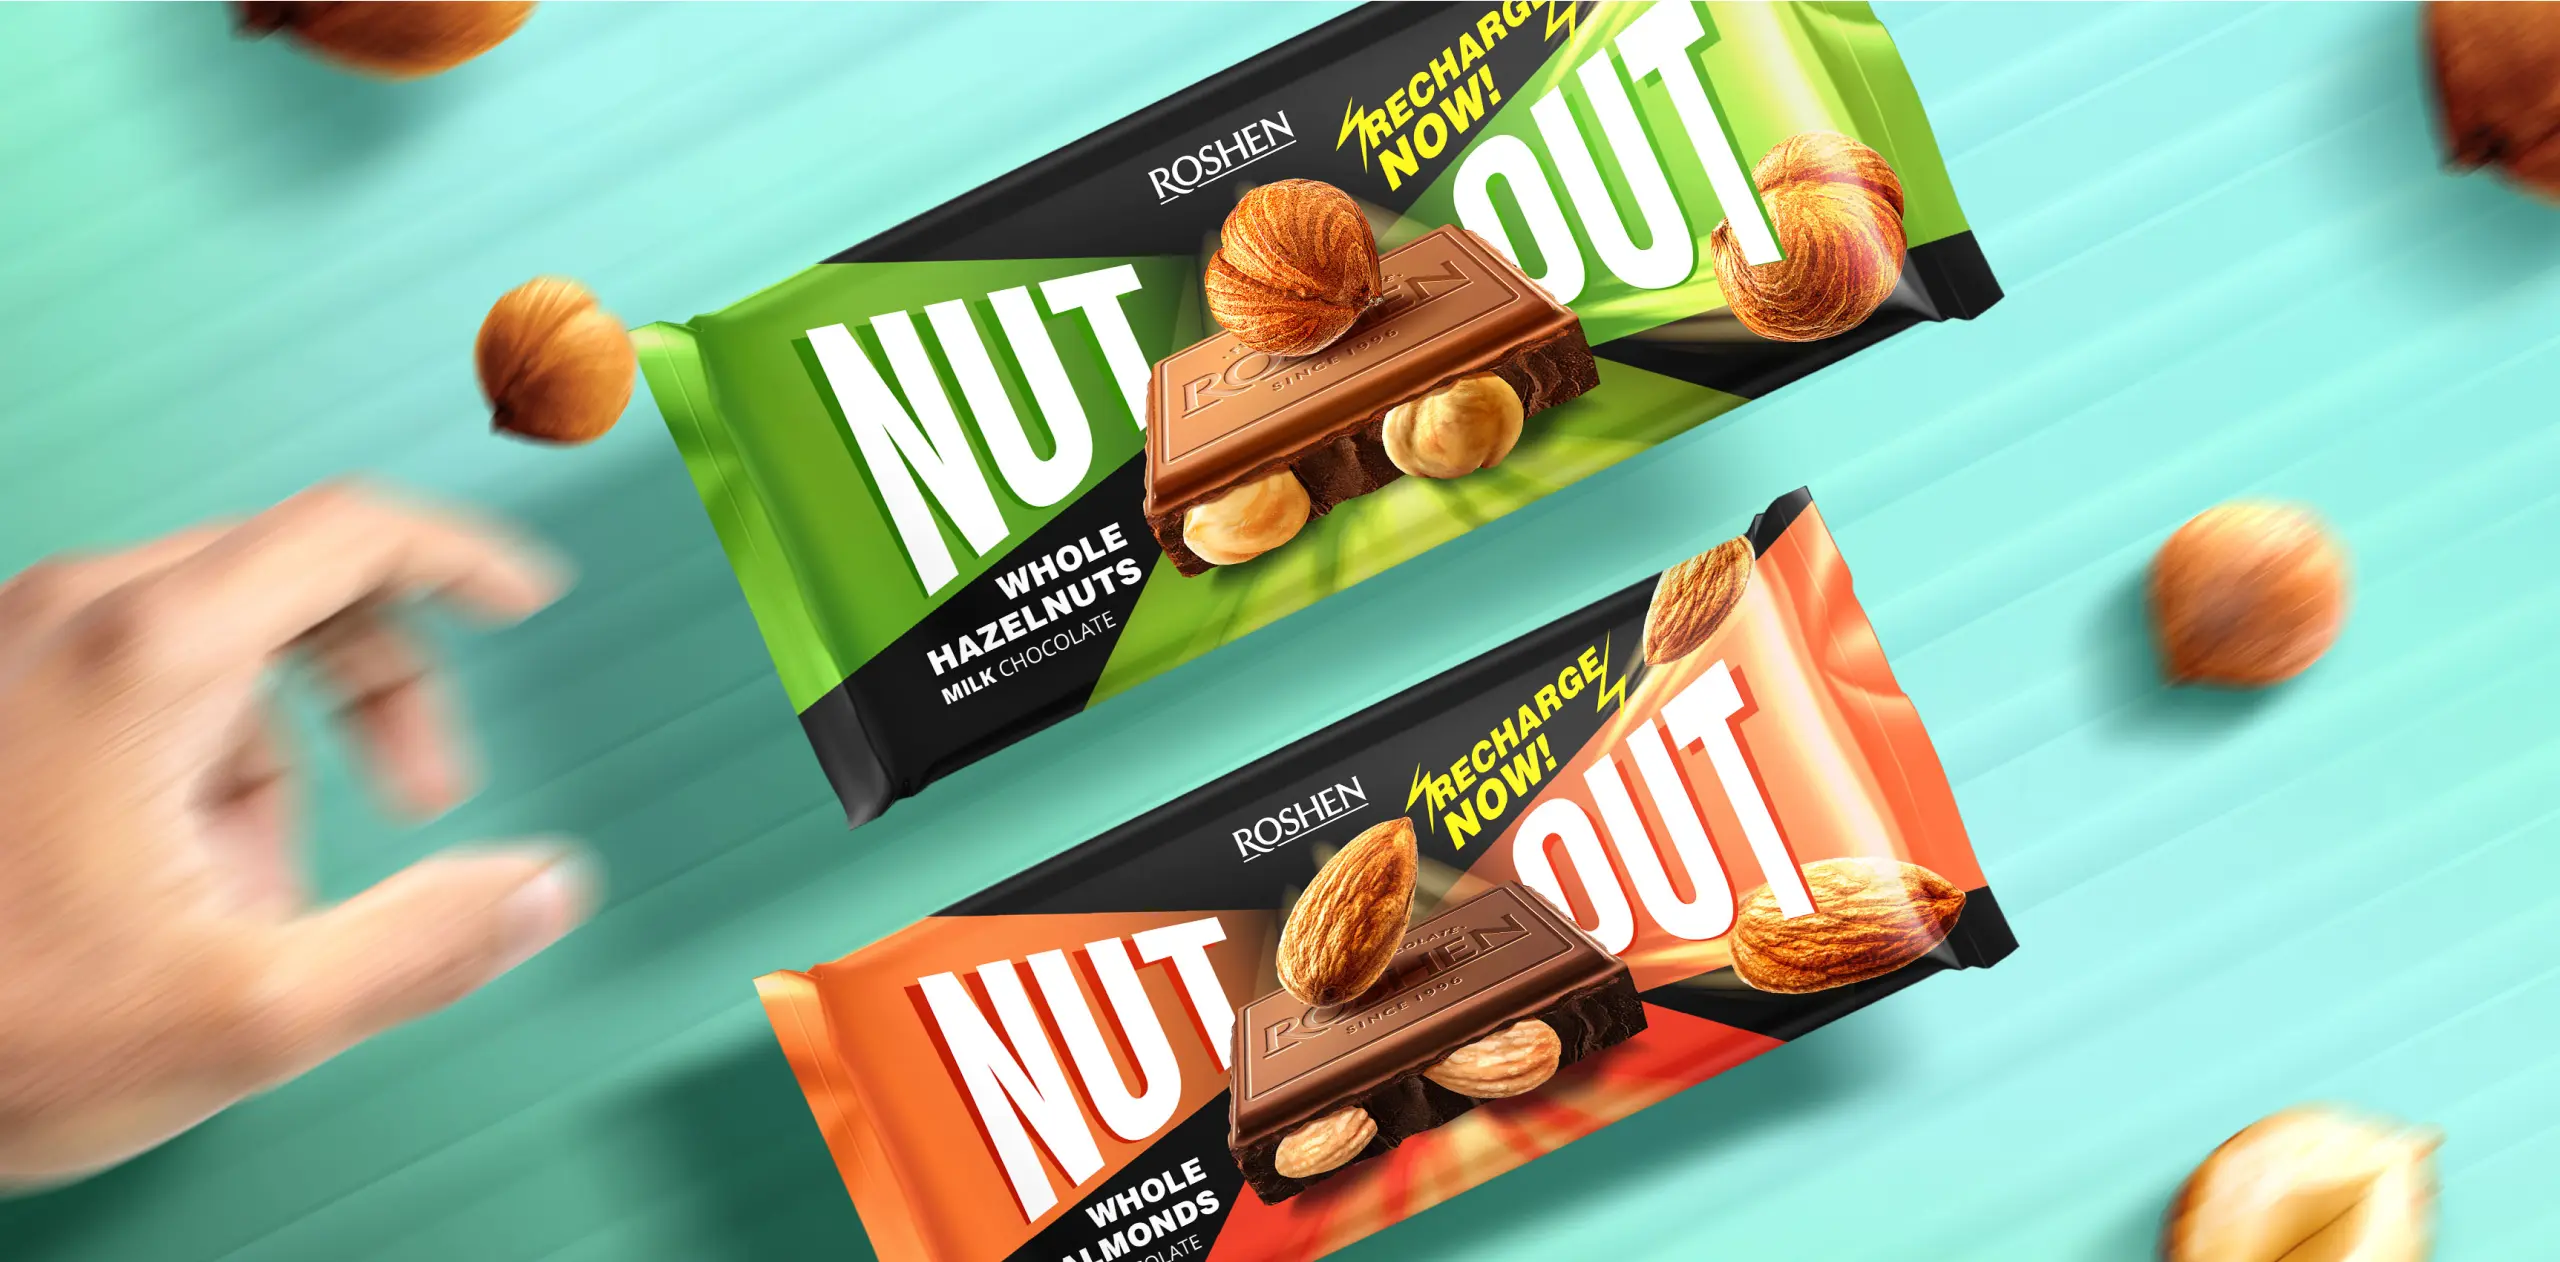 ROSHEN
RECHARGE
NOW!
NUT OUT
ROSHEN
SINCE 1996
WHOLE
HAZELNUTS
MILK CHOCOLATE
ROSHEN
RECHARGE
NOW!
NUT OUT
ROSHEN
SINCE 1996
WHOLE
ALMONDS